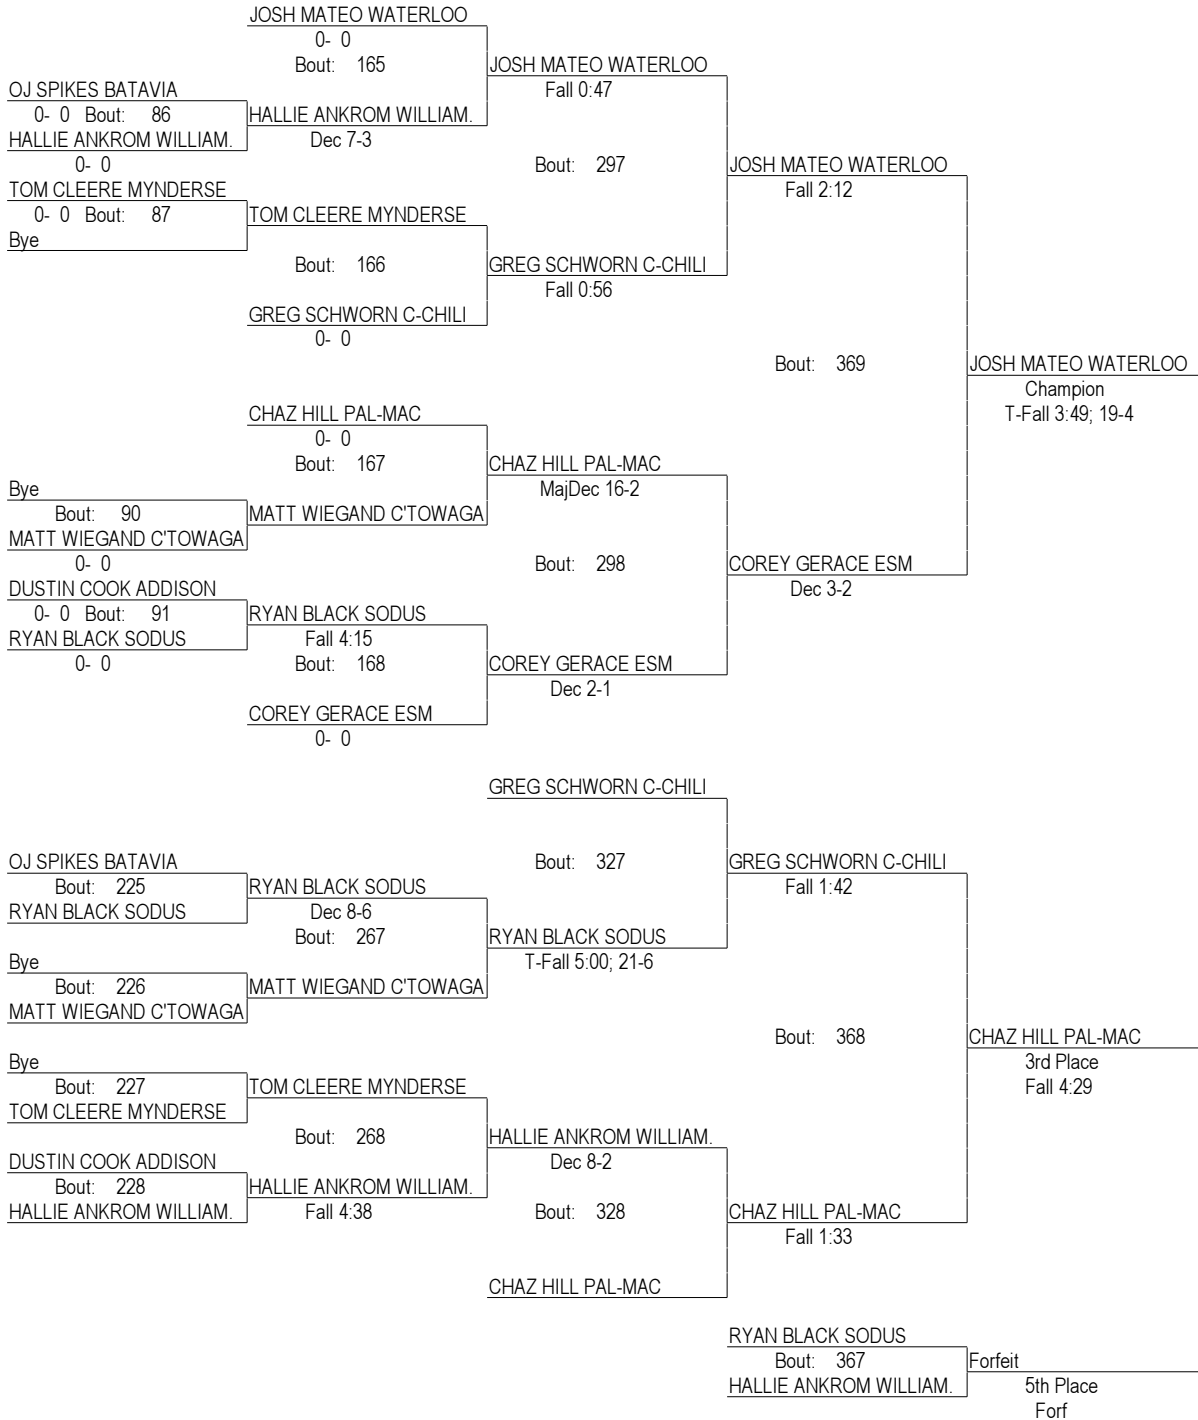 JOSH MATEO WATERLOO
0- 0
Bout: 165
JOSH MATEO WATERLOO
OJ SPIKES BATAVIA
Fall 0:47
0- 0 Bout: 86
HALLIE ANKROM WILLIAM.
HALLIE ANKROM WILLIAM.
Dec 7-3
0- 0
Bout: 297
JOSH MATEO WATERLOO
TOM CLEERE MYNDERSE
Fall 2:12
0- 0 Bout: 87
TOM CLEERE MYNDERSE
Bye
Bout: 166
GREG SCHWORN C-CHILI
Fall 0:56
GREG SCHWORN C-CHILI
0- 0
Bout: 369
JOSH MATEO WATERLOO
Champion
T-Fall 3:49; 19-4
CHAZ HILL PAL-MAC
0- 0
Bout: 167
CHAZ HILL PAL-MAC
Bye
MajDec 16-2
Bout: 90
MATT WIEGAND C'TOWAGA
MATT WIEGAND C'TOWAGA
0- 0
Bout: 298
COREY GERACE ESM
DUSTIN COOK ADDISON
Dec 3-2
0- 0 Bout: 91
RYAN BLACK SODUS
RYAN BLACK SODUS
Fall 4:15
0- 0
Bout: 168
COREY GERACE ESM
Dec 2-1
COREY GERACE ESM
0- 0
GREG SCHWORN C-CHILI
OJ SPIKES BATAVIA
Bout: 327
GREG SCHWORN C-CHILI
Bout: 225
RYAN BLACK SODUS
Fall 1:42
RYAN BLACK SODUS
Dec 8-6
Bout: 267
RYAN BLACK SODUS
Bye
T-Fall 5:00; 21-6
Bout: 226
MATT WIEGAND C'TOWAGA
MATT WIEGAND C'TOWAGA
Bout: 368
CHAZ HILL PAL-MAC
Bye
3rd Place
Bout: 227
TOM CLEERE MYNDERSE
Fall 4:29
TOM CLEERE MYNDERSE
Bout: 268
HALLIE ANKROM WILLIAM.
DUSTIN COOK ADDISON
Dec 8-2
Bout: 228
HALLIE ANKROM WILLIAM.
HALLIE ANKROM WILLIAM.
Fall 4:38
Bout: 328
CHAZ HILL PAL-MAC
Fall 1:33
CHAZ HILL PAL-MAC
RYAN BLACK SODUS
Bout: 367
Forfeit
HALLIE ANKROM WILLIAM.
5th Place
Forf